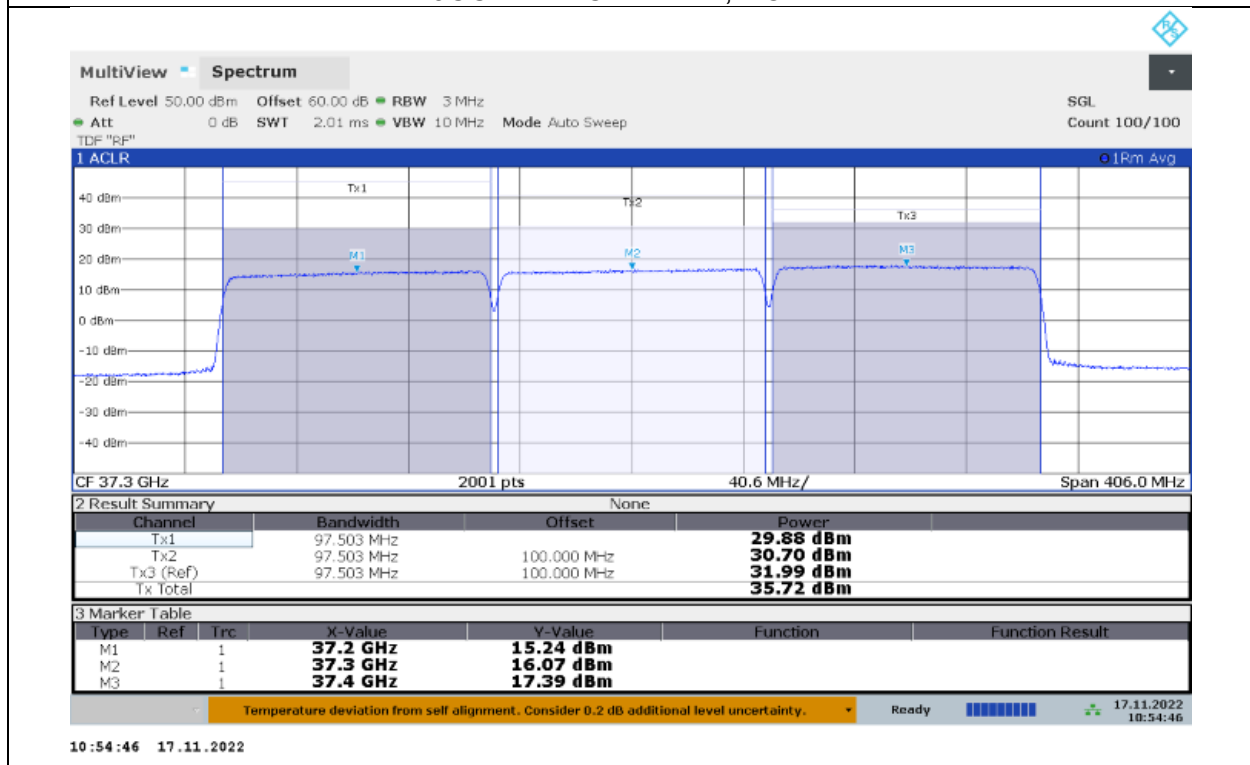 MultiView Spectrum
Ref Level 50.00 dBm Offset 60.00 dB RBW 3 MHz SGL
Att 0 dB SWT 2.01 ms VBW 10 MHz Mode Auto Sweep Count 100/100
TDF "RF"
1 ACLR 1Rm Avg
Tx1
Tx2
Tx3
40 dBm
30 dBm
20 dBm
10 dBm
0 dBm
-10 dBm
-20 dBm
-30 dBm
-40 dBm
M1
M2
M3
CF 37.3 GHz 2001 pts 40.6 MHz/ Span 406.0 MHz
2 Result Summary None
Channel Bandwidth Offset Power
Tx1 97.503 MHz 29.88 dBm
Tx2 97.503 MHz 100.000 MHz 30.70 dBm
Tx3 (Ref) 97.503 MHz 100.000 MHz 31.99 dBm
Tx Total 35.72 dBm
3 Marker Table
Type Ref Trc X-Value Y-Value Function Function Result
M1 1 37.2 GHz 15.24 dBm
M2 1 37.3 GHz 16.07 dBm
M3 1 37.4 GHz 17.39 dBm
Temperature deviation from self alignment. Consider 0.2 dB additional level uncertainty. Ready 17.11.2022
10:54:46
10:54:46 17.11.2022